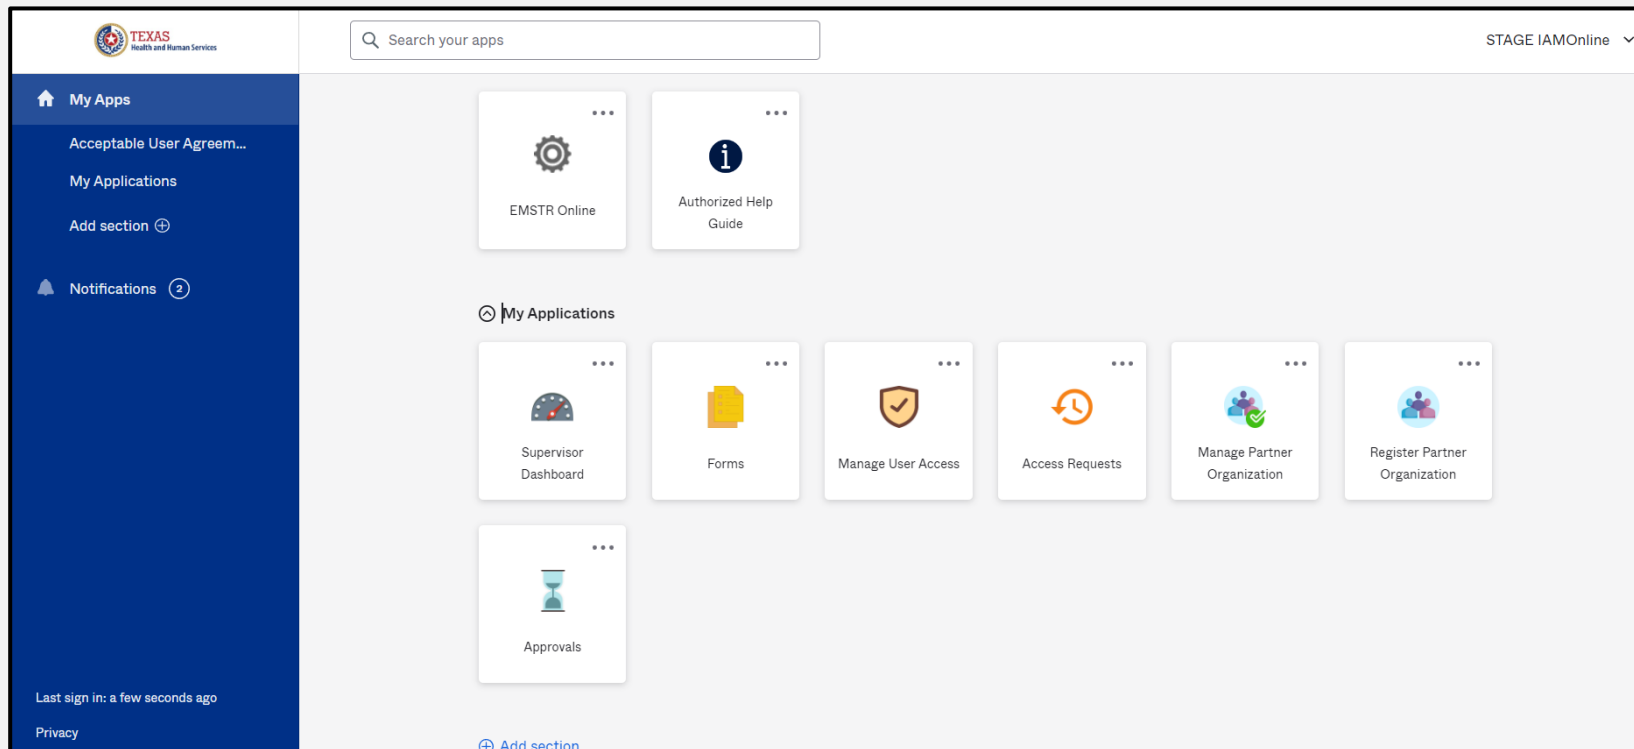 TEXAS
Health and Human Services
Search your apps
STAGE IAMOnline
My Apps
Acceptable User Agreem...
My Applications
Add section
Notifications 2
Last sign in: a few seconds ago
Privacy
EMSTR Online
Authorized Help
Guide
My Applications
Supervisor
Dashboard
Forms
Manage User Access
Access Requests
Manage Partner
Organization
Register Partner
Organization
Approvals
Add section